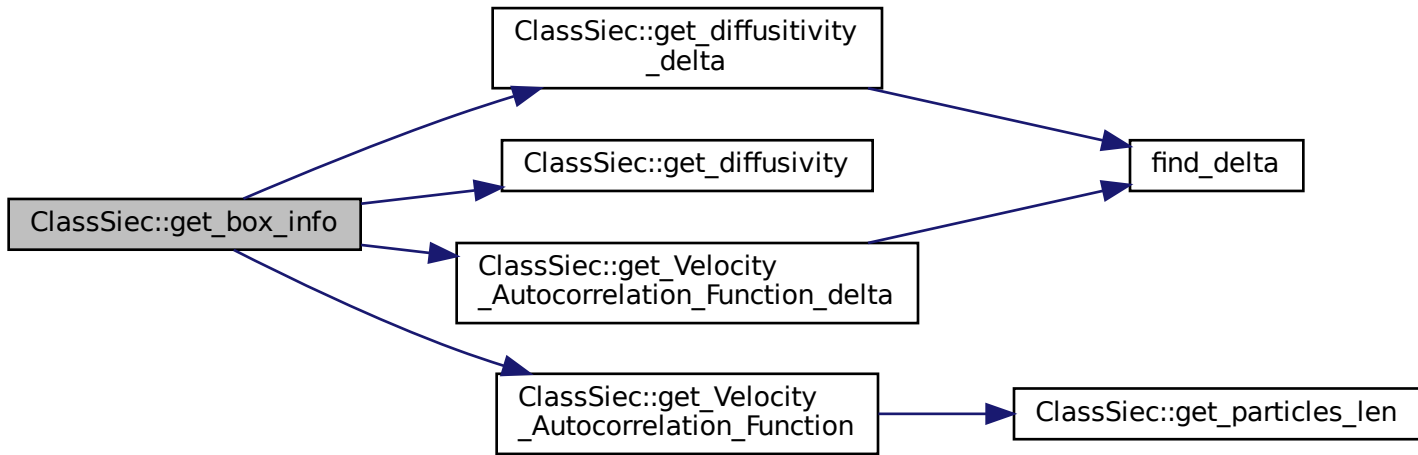 ClassSiec::get_diffusitivity
_delta
ClassSiec::get_diffusivity
find_delta
ClassSiec::get_box_info
ClassSiec::get_Velocity
_Autocorrelation_Function_delta
ClassSiec::get_Velocity
_Autocorrelation_Function
ClassSiec::get_particles_len